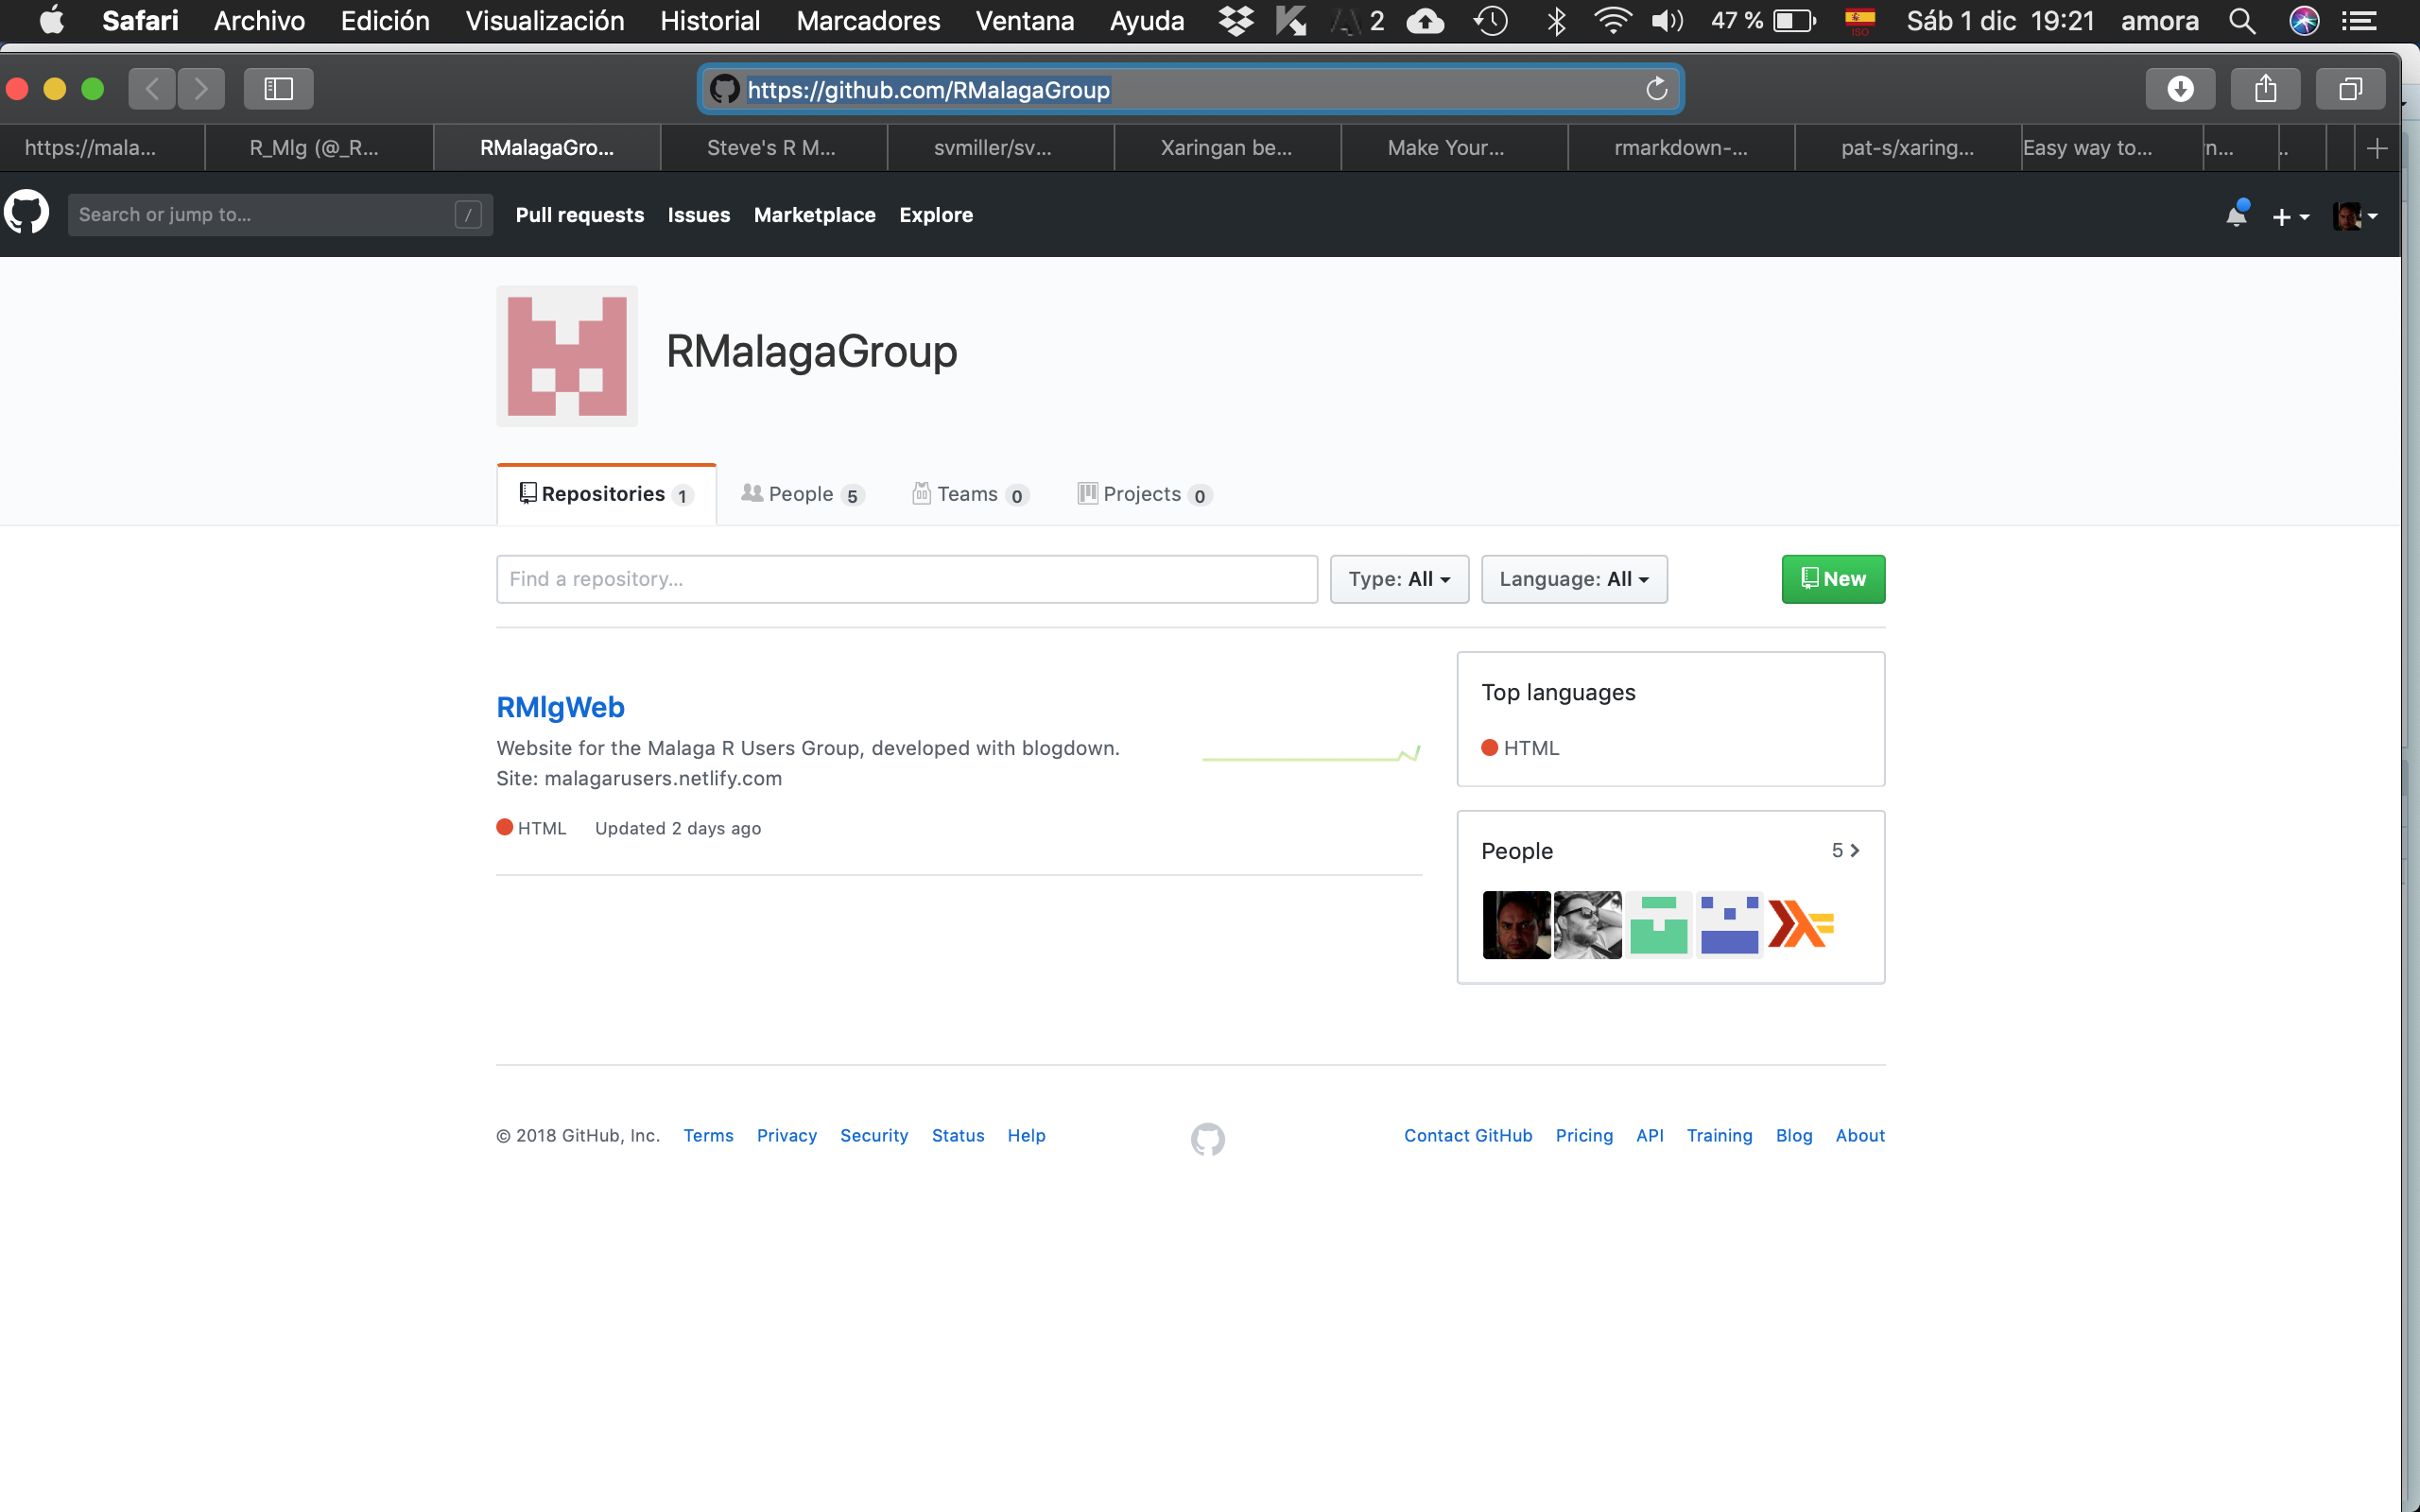 Safari Archivo Edición Visualización Historial Marcadores Ventana Ayuda 2 47 % ISO Sáb 1 dic 19:21 amora
https://github.com/RMalagaGroup
https://mala... R_Mlg (@_R... RMalagaGro... Steve's R M... svmiller/sv... Xaringan be... Make Your... rmarkdown-... pat-s/xaring... Easy way to... 'n... ..
Search or jump to... / Pull requests Issues Marketplace Explore
RMalagaGroup
Repositories 1 People 5 Teams 0 Projects 0
Find a repository... Type: All Language: All New
RMlgWeb
Website for the Malaga R Users Group, developed with blogdown.
Site: malagarusers.netlify.com
HTML Updated 2 days ago
Top languages
HTML
People 5
© 2018 GitHub, Inc. Terms Privacy Security Status Help Contact GitHub Pricing API Training Blog About